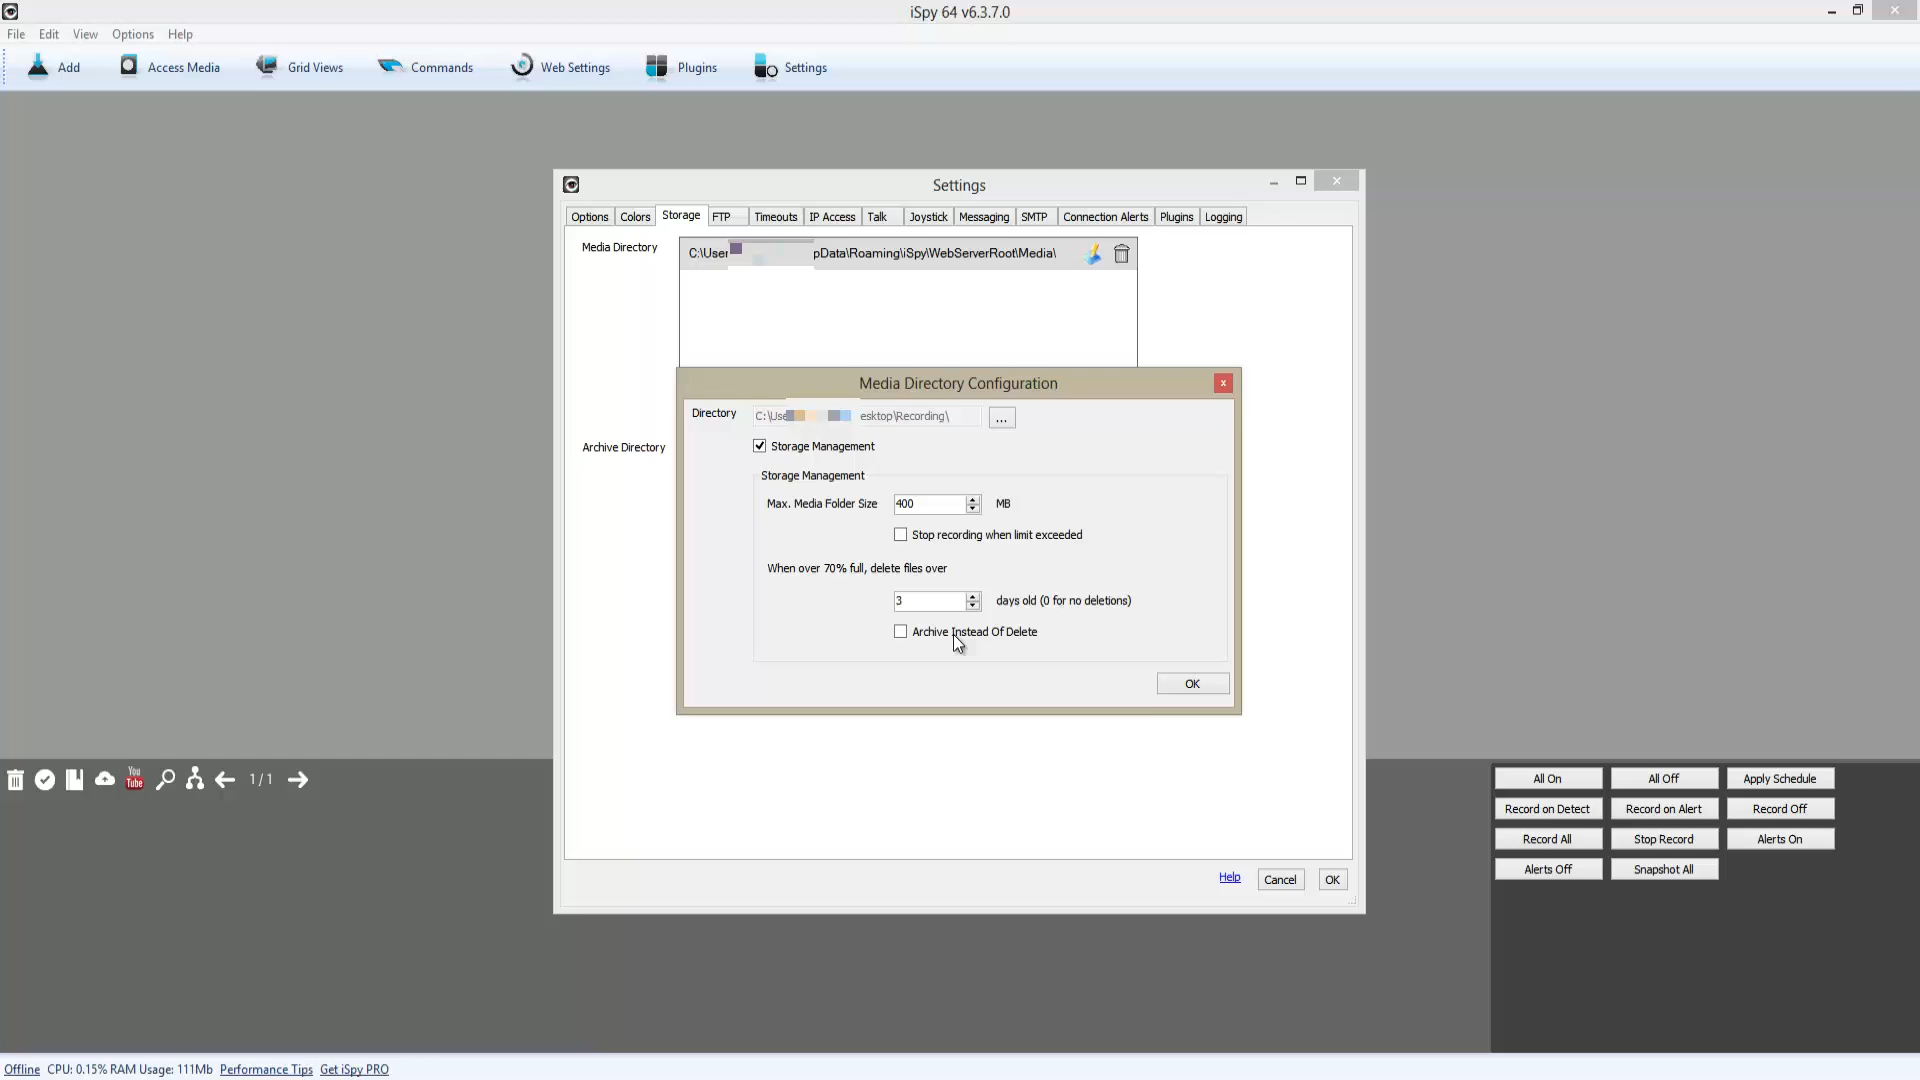 iSpy 64 v6.3.7.0
File Edit View Options Help
Add Access Media Grid Views Commands Web Settings Plugins Settings
Settings
Options Colors Storage FTP Timeouts IP Access Talk Joystick Messaging SMTP Connection Alerts Plugins Logging
Media Directory
C:\User pData\Roaming\iSpy\WebServerRoot\Media\
Media Directory Configuration
x
Directory
C:\Use esktop\Recording\
...
Storage Management
Storage Management
Max. Media Folder Size 400 MB
Stop recording when limit exceeded
When over 70% full, delete files over
3 days old (0 for no deletions)
Archive Instead Of Delete
OK
Archive Directory
Help Cancel OK
You
Tube
1 / 1
All On All Off Apply Schedule
Record on Detect Record on Alert Record Off
Record All Stop Record Alerts On
Alerts Off Snapshot All
Offline CPU: 0.15% RAM Usage: 111Mb Performance Tips Get iSpy PRO